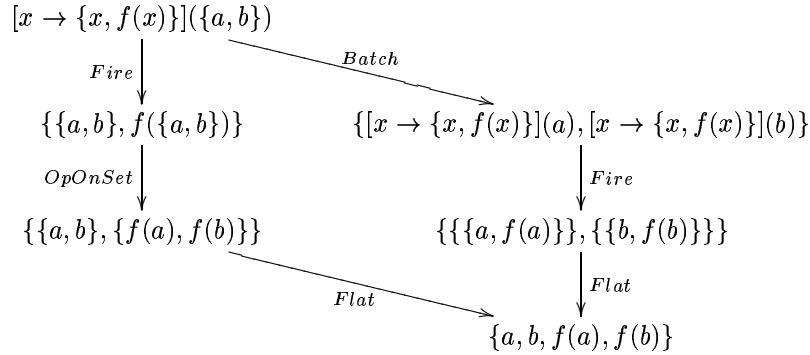 [x → {x, f(x)}]({a, b})
Fire
Batch
{{a, b}, f({a, b})}
{[x → {x, f(x)}](a), [x → {x, f(x)}](b)}
OpOnSet
Fire
{{a, b}, {f(a), f(b)}}
{{{a, f(a)}}, {{b, f(b)}}}
Flat
Flat
{a, b, f(a), f(b)}